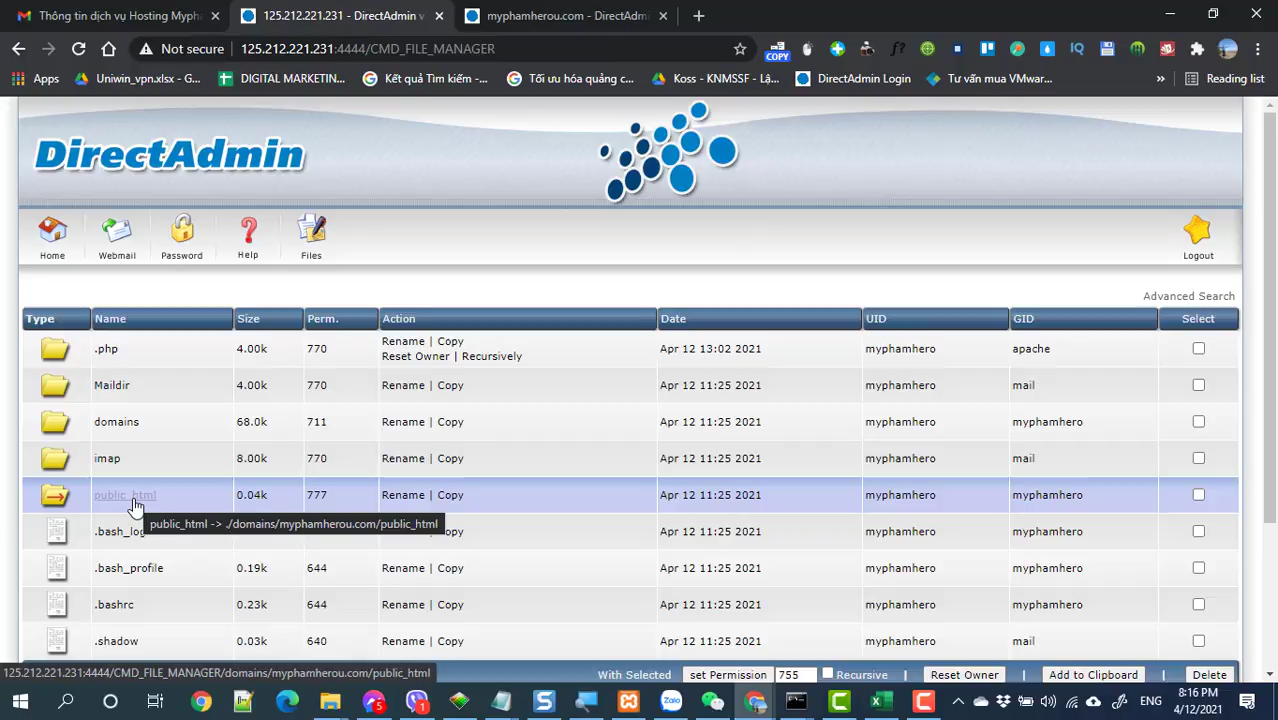 Thông tin dịch vụ Hosting Myph
125.212.221.231 - DirectAdmin v
myphamherou.com - DirectAdm
Not secure 125.212.221.231:4444/CMD_FILE_MANAGER
COPY
Apps Uniwin_vpn.xlsx - G... DIGITAL MARKETIN... Kết quả Tìm kiếm -... Tối ưu hóa quảng c... Koss - KNMSSF - Lậ... DirectAdmin Login Tư vấn mua VMwar... » Reading list
DirectAdmin
Home Webmail Password Help Files Logout
Advanced Search
Type Name Size Perm. Action Date UID GID Select
.php 4.00k 770 Rename | Copy Apr 12 13:02 2021 myphamhero apache
Reset Owner | Recursively
Maildir 4.00k 770 Rename | Copy Apr 12 11:25 2021 myphamhero mail
domains 68.0k 711 Rename | Copy Apr 12 11:25 2021 myphamhero myphamhero
imap 8.00k 770 Rename | Copy Apr 12 11:25 2021 myphamhero mail
public_html 0.04k 777 Rename | Copy Apr 12 11:25 2021 myphamhero myphamhero
public_html -> ./domains/myphamherou.com/public_html
.bash_log opy Apr 12 11:25 2021 myphamhero myphamhero
.bash_profile 0.19k 644 Rename | Copy Apr 12 11:25 2021 myphamhero myphamhero
.bashrc 0.23k 644 Rename | Copy Apr 12 11:25 2021 myphamhero myphamhero
.shadow 0.03k 640 Rename | Copy Apr 12 11:25 2021 myphamhero mail
125.212.221.231:4444/CMD_FILE_MANAGER/domains/myphamherou.com/public_html
With Selected set Permission 755 Recursive Reset Owner Add to Clipboard Delete
ENG
8:16 PM
4/12/2021